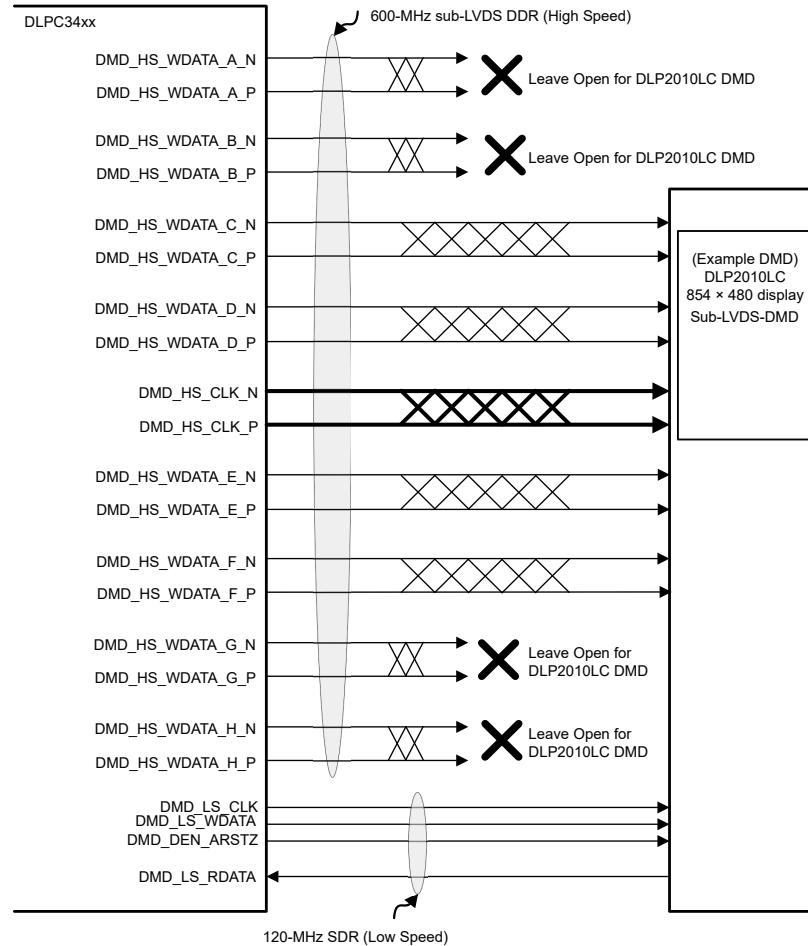 600-MHz sub-LVDS DDR (High Speed)
DLPC34xx
DMD_HS_WDATA_A_N
DMD_HS_WDATA_A_P
Leave Open for DLP2010LC DMD
DMD_HS_WDATA_B_N
DMD_HS_WDATA_B_P
Leave Open for DLP2010LC DMD
DMD_HS_WDATA_C_N
DMD_HS_WDATA_C_P
(Example DMD)
DLP2010LC
854 × 480 display
Sub-LVDS-DMD
DMD_HS_WDATA_D_N
DMD_HS_WDATA_D_P
DMD_HS_CLK_N
DMD_HS_CLK_P
DMD_HS_WDATA_E_N
DMD_HS_WDATA_E_P
DMD_HS_WDATA_F_N
DMD_HS_WDATA_F_P
DMD_HS_WDATA_G_N
DMD_HS_WDATA_G_P
Leave Open for
DLP2010LC DMD
DMD_HS_WDATA_H_N
DMD_HS_WDATA_H_P
Leave Open for
DLP2010LC DMD
DMD_LS_CLK
DMD_LS_WDATA
DMD_DEN_ARSTZ
DMD_LS_RDATA
120-MHz SDR (Low Speed)